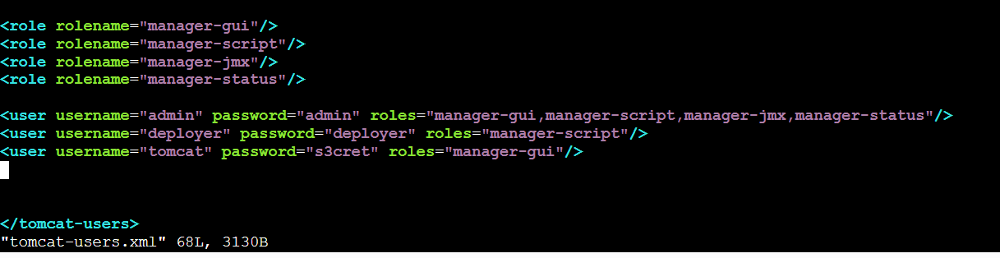 <role rolename="manager-gui"/>
<role rolename="manager-script"/>
<role rolename="manager-jmx"/>
<role rolename="manager-status"/>
<user username="admin" password="admin" roles="manager-gui,manager-script,manager-jmx,manager-status"/>
<user username="deployer" password="deployer" roles="manager-script"/>
<user username="tomcat" password="s3cret" roles="manager-gui"/>
</tomcat-users>
"tomcat-users.xml" 68L, 3130B